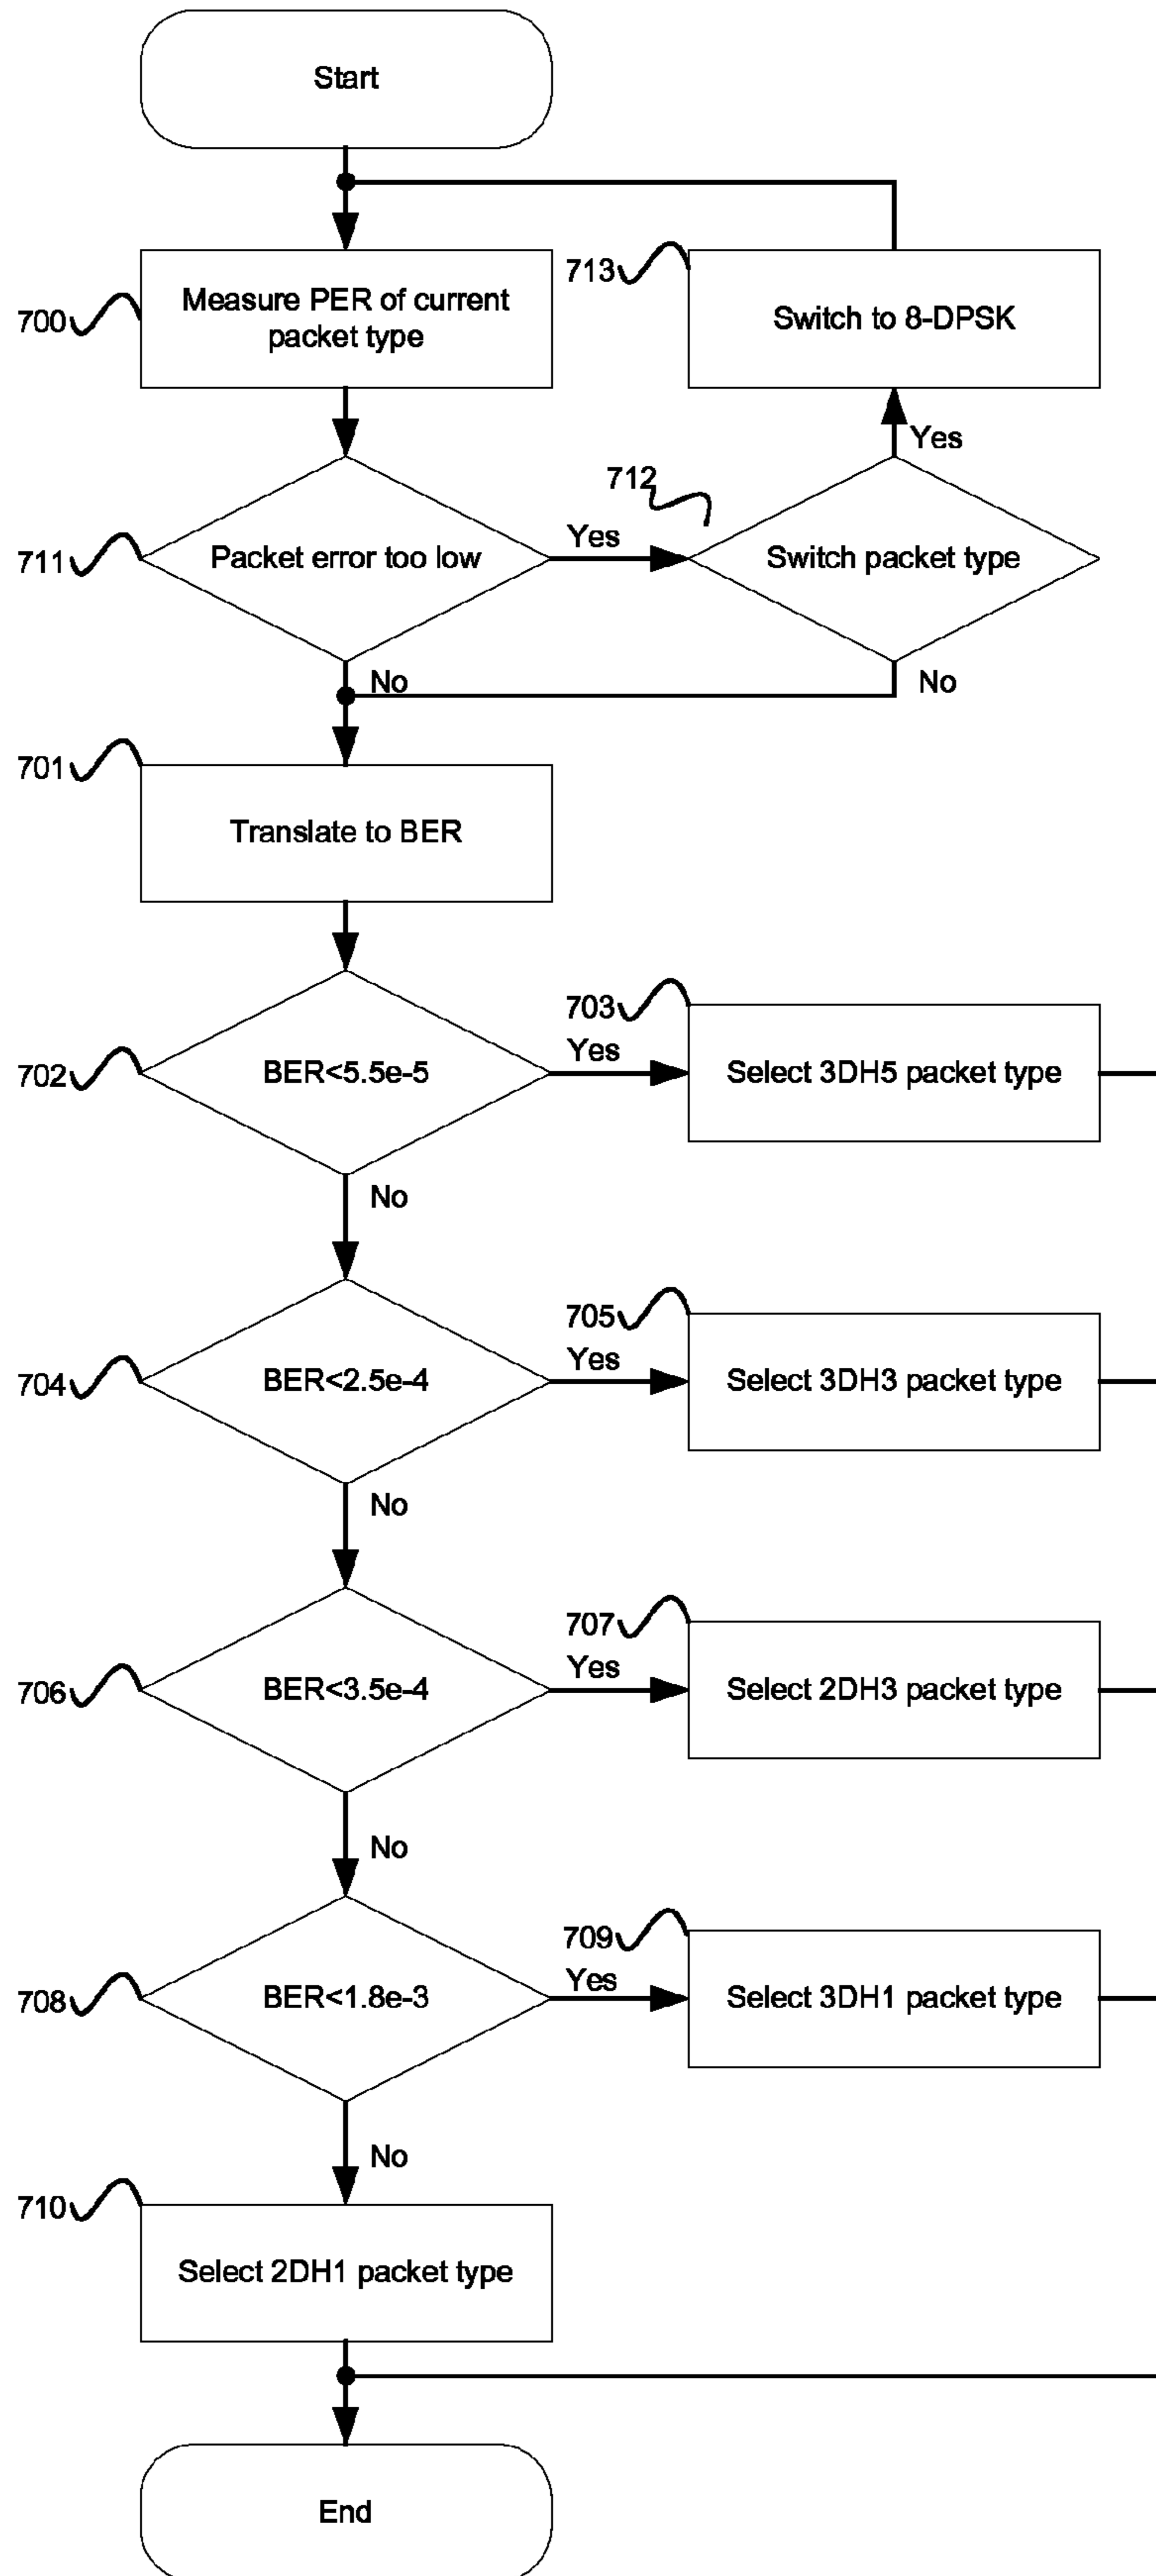 Start
700
Measure PER of current
packet type
713
Switch to 8-DPSK
Yes
711
Packet error too low
Yes
712
Switch packet type
No
No
701
Translate to BER
702
BER<5.5e-5
Yes
703
Select 3DH5 packet type
No
704
BER<2.5e-4
Yes
705
Select 3DH3 packet type
No
706
BER<3.5e-4
Yes
707
Select 2DH3 packet type
No
708
BER<1.8e-3
Yes
709
Select 3DH1 packet type
No
710
Select 2DH1 packet type
End